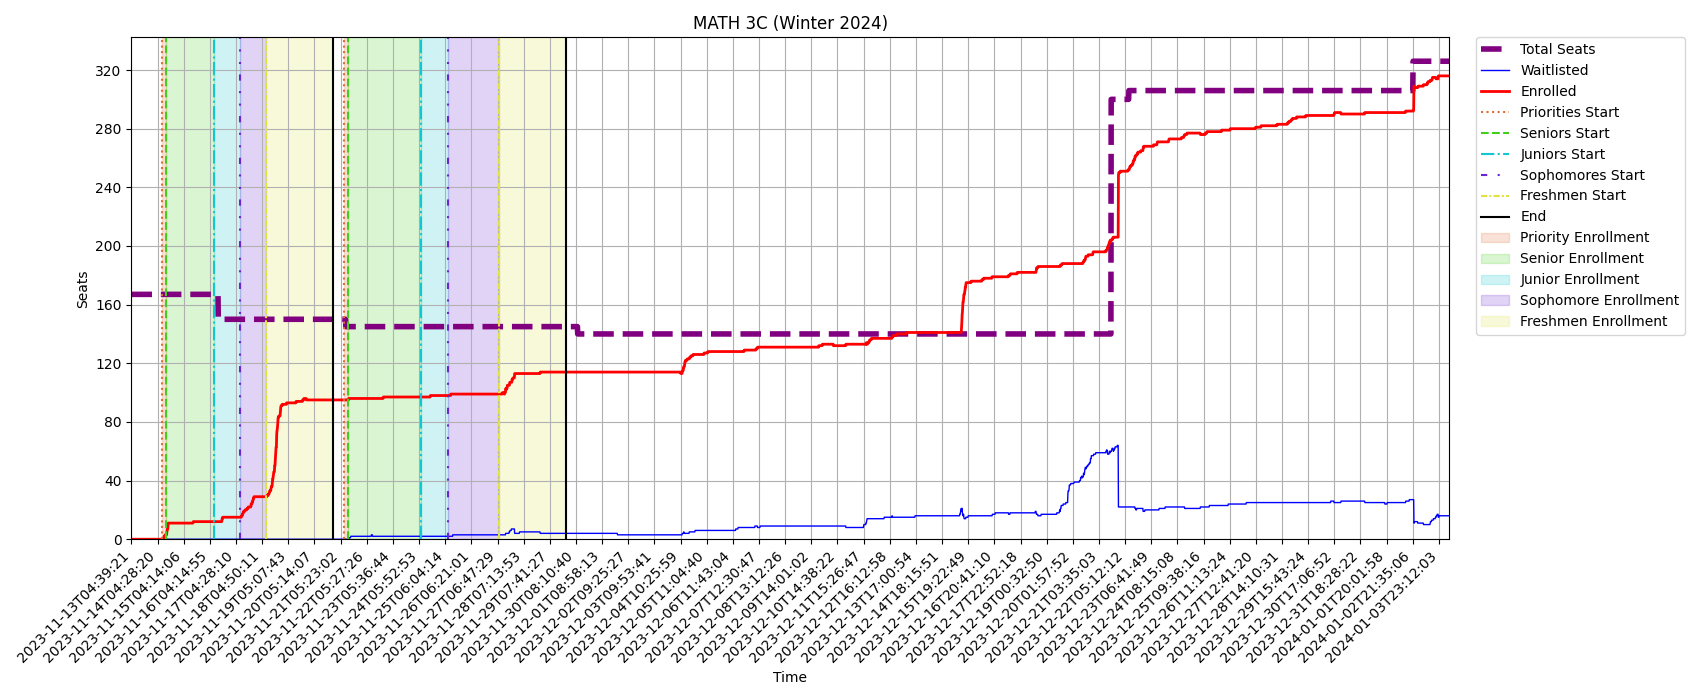 MATH 3C (Winter 2024)
Seats
320
280
240
200
160
120
80
40
0
2023-11-13T04:39:21
2023-11-14T04:28:20
2023-11-15T04:14:06
2023-11-16T04:14:55
2023-11-17T04:28:10
2023-11-18T04:50:11
2023-11-19T05:07:43
2023-11-20T05:14:07
2023-11-21T05:23:02
2023-11-22T05:27:26
2023-11-23T05:36:44
2023-11-24T05:52:53
2023-11-26T06:04:14
2023-11-26T06:21:01
2023-11-27T06:47:29
2023-11-28T07:13:53
2023-11-29T07:41:27
2023-11-30T08:10:40
2023-12-01T08:58:13
2023-12-02T09:25:27
2023-12-03T09:53:41
2023-12-04T10:25:59
2023-12-05T11:04:40
2023-12-06T11:43:04
2023-12-07T12:30:47
2023-12-08T13:12:26
2023-12-09T14:01:02
2023-12-10T14:38:22
2023-12-11T15:26:47
2023-12-12T16:12:58
2023-12-13T17:00:54
2023-12-14T18:15:51
2023-12-15T19:22:49
2023-12-16T20:41:10
2023-12-17T22:52:18
2023-12-19T00:32:50
2023-12-20T01:57:52
2023-12-21T03:35:03
2023-12-22T05:12:12
2023-12-23T06:41:49
2023-12-24T08:15:08
2023-12-25T09:38:16
2023-12-26T11:13:24
2023-12-27T12:41:20
2023-12-28T14:10:31
2023-12-29T15:43:24
2023-12-30T17:06:52
2023-12-31T18:28:22
2024-01-01T20:01:58
2024-01-02T21:35:06
2024-01-03T23:12:03
Time
Total Seats
Waitlisted
Enrolled
Priorities Start
Seniors Start
Juniors Start
Sophomores Start
Freshmen Start
End
Priority Enrollment
Senior Enrollment
Junior Enrollment
Sophomore Enrollment
Freshmen Enrollment